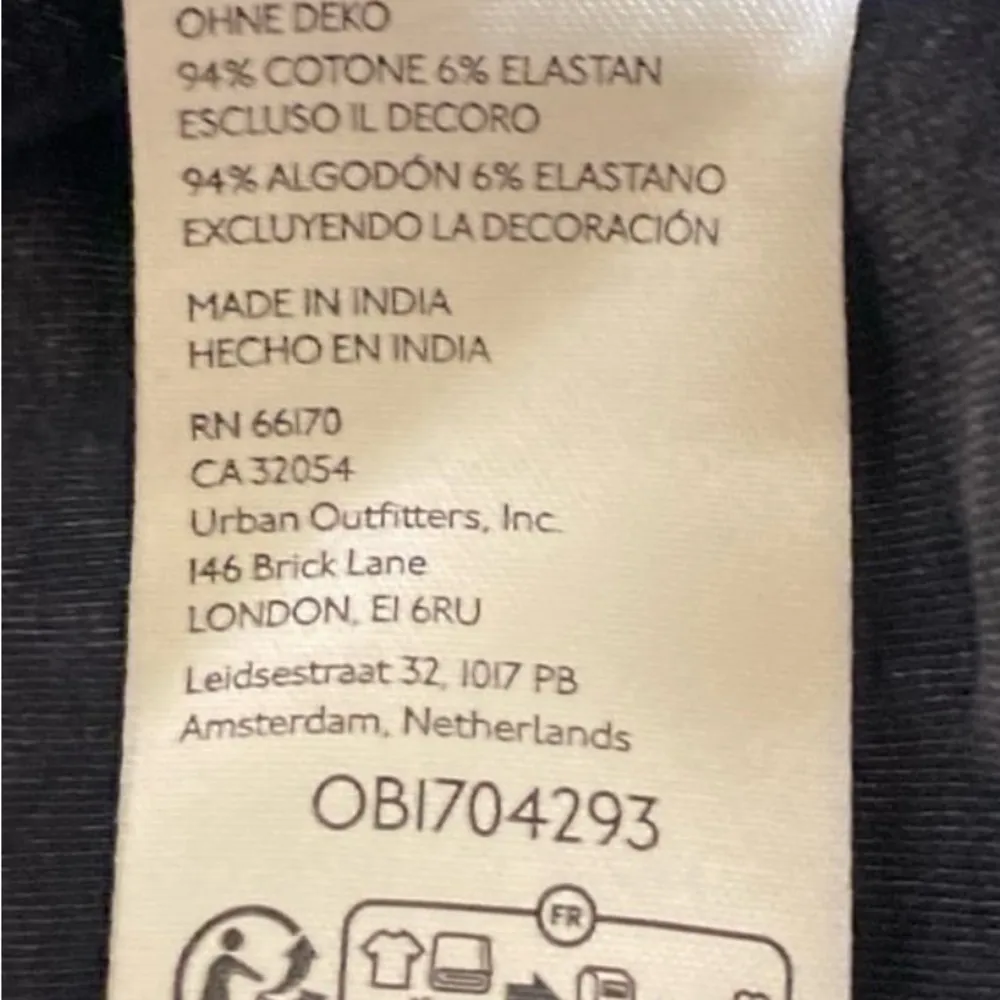 OHNE DEKO
94% COTONE 6% ELASTAN
ESCLUSO IL DECORO
94% ALGODÓN 6% ELASTANO
EXCLUYENDO LA DECORACIÓN
MADE IN INDIA
HECHO EN INDIA
RN 66170
CA 32054
Urban Outfitters, Inc.
146 Brick Lane
LONDON, E1 6RU
Leidsestraat 32, 1017 PB
Amsterdam, Netherlands
OB1704293
FR